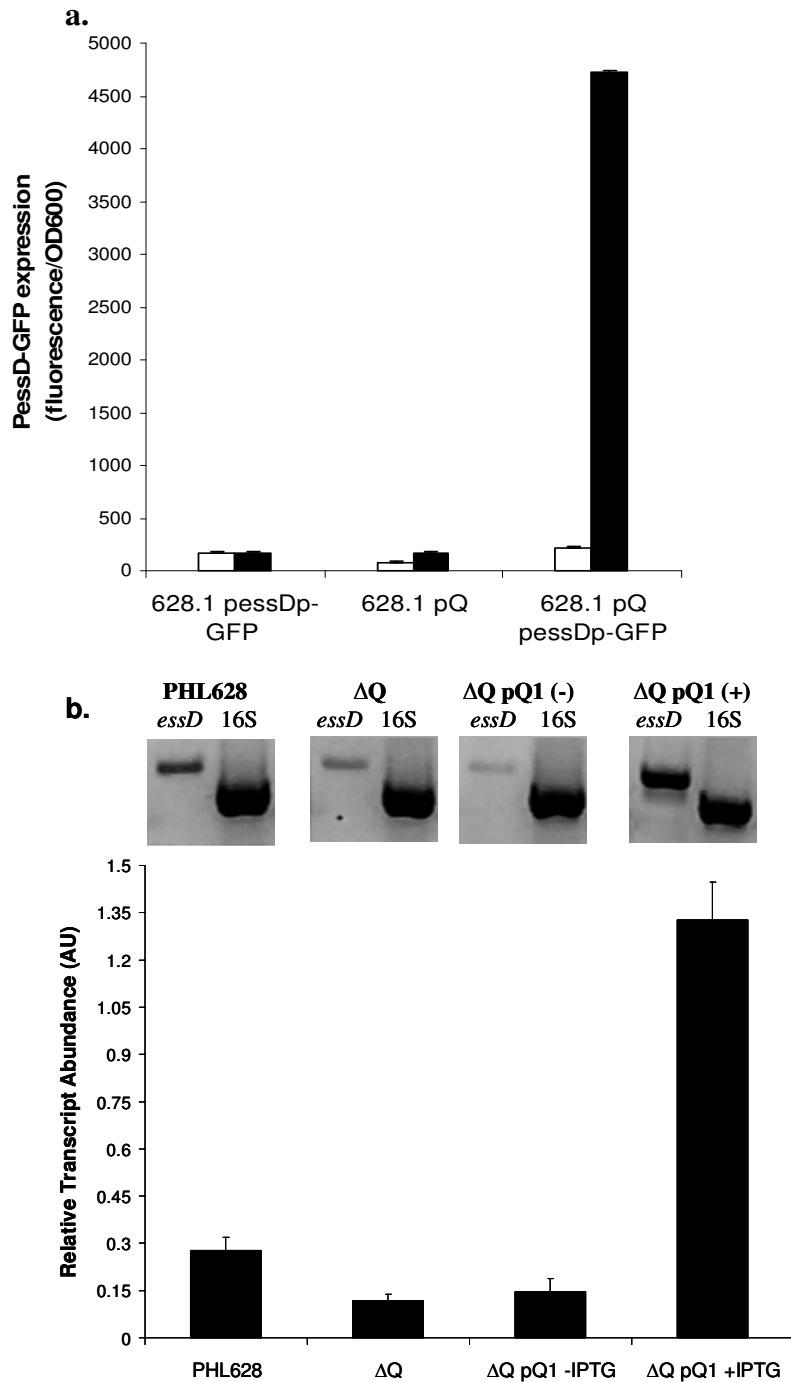 a.
PessD-GFP expression
(fluorescence/OD600)
5000
4500
4000
3500
3000
2500
2000
1500
1000
500
0
628.1 pessDp-
GFP
628.1 pQ
628.1 pQ
pessDp-GFP
b.
PHL628
ΔQ
ΔQ pQ1 (-)
ΔQ pQ1 (+)
essD 16S
essD 16S
essD 16S
essD 16S
Relative Transcript Abundance (AU)
1.5
1.35
1.2
1.05
0.9
0.75
0.6
0.45
0.3
0.15
0
PHL628
ΔQ
ΔQ pQ1 -IPTG
ΔQ pQ1 +IPTG